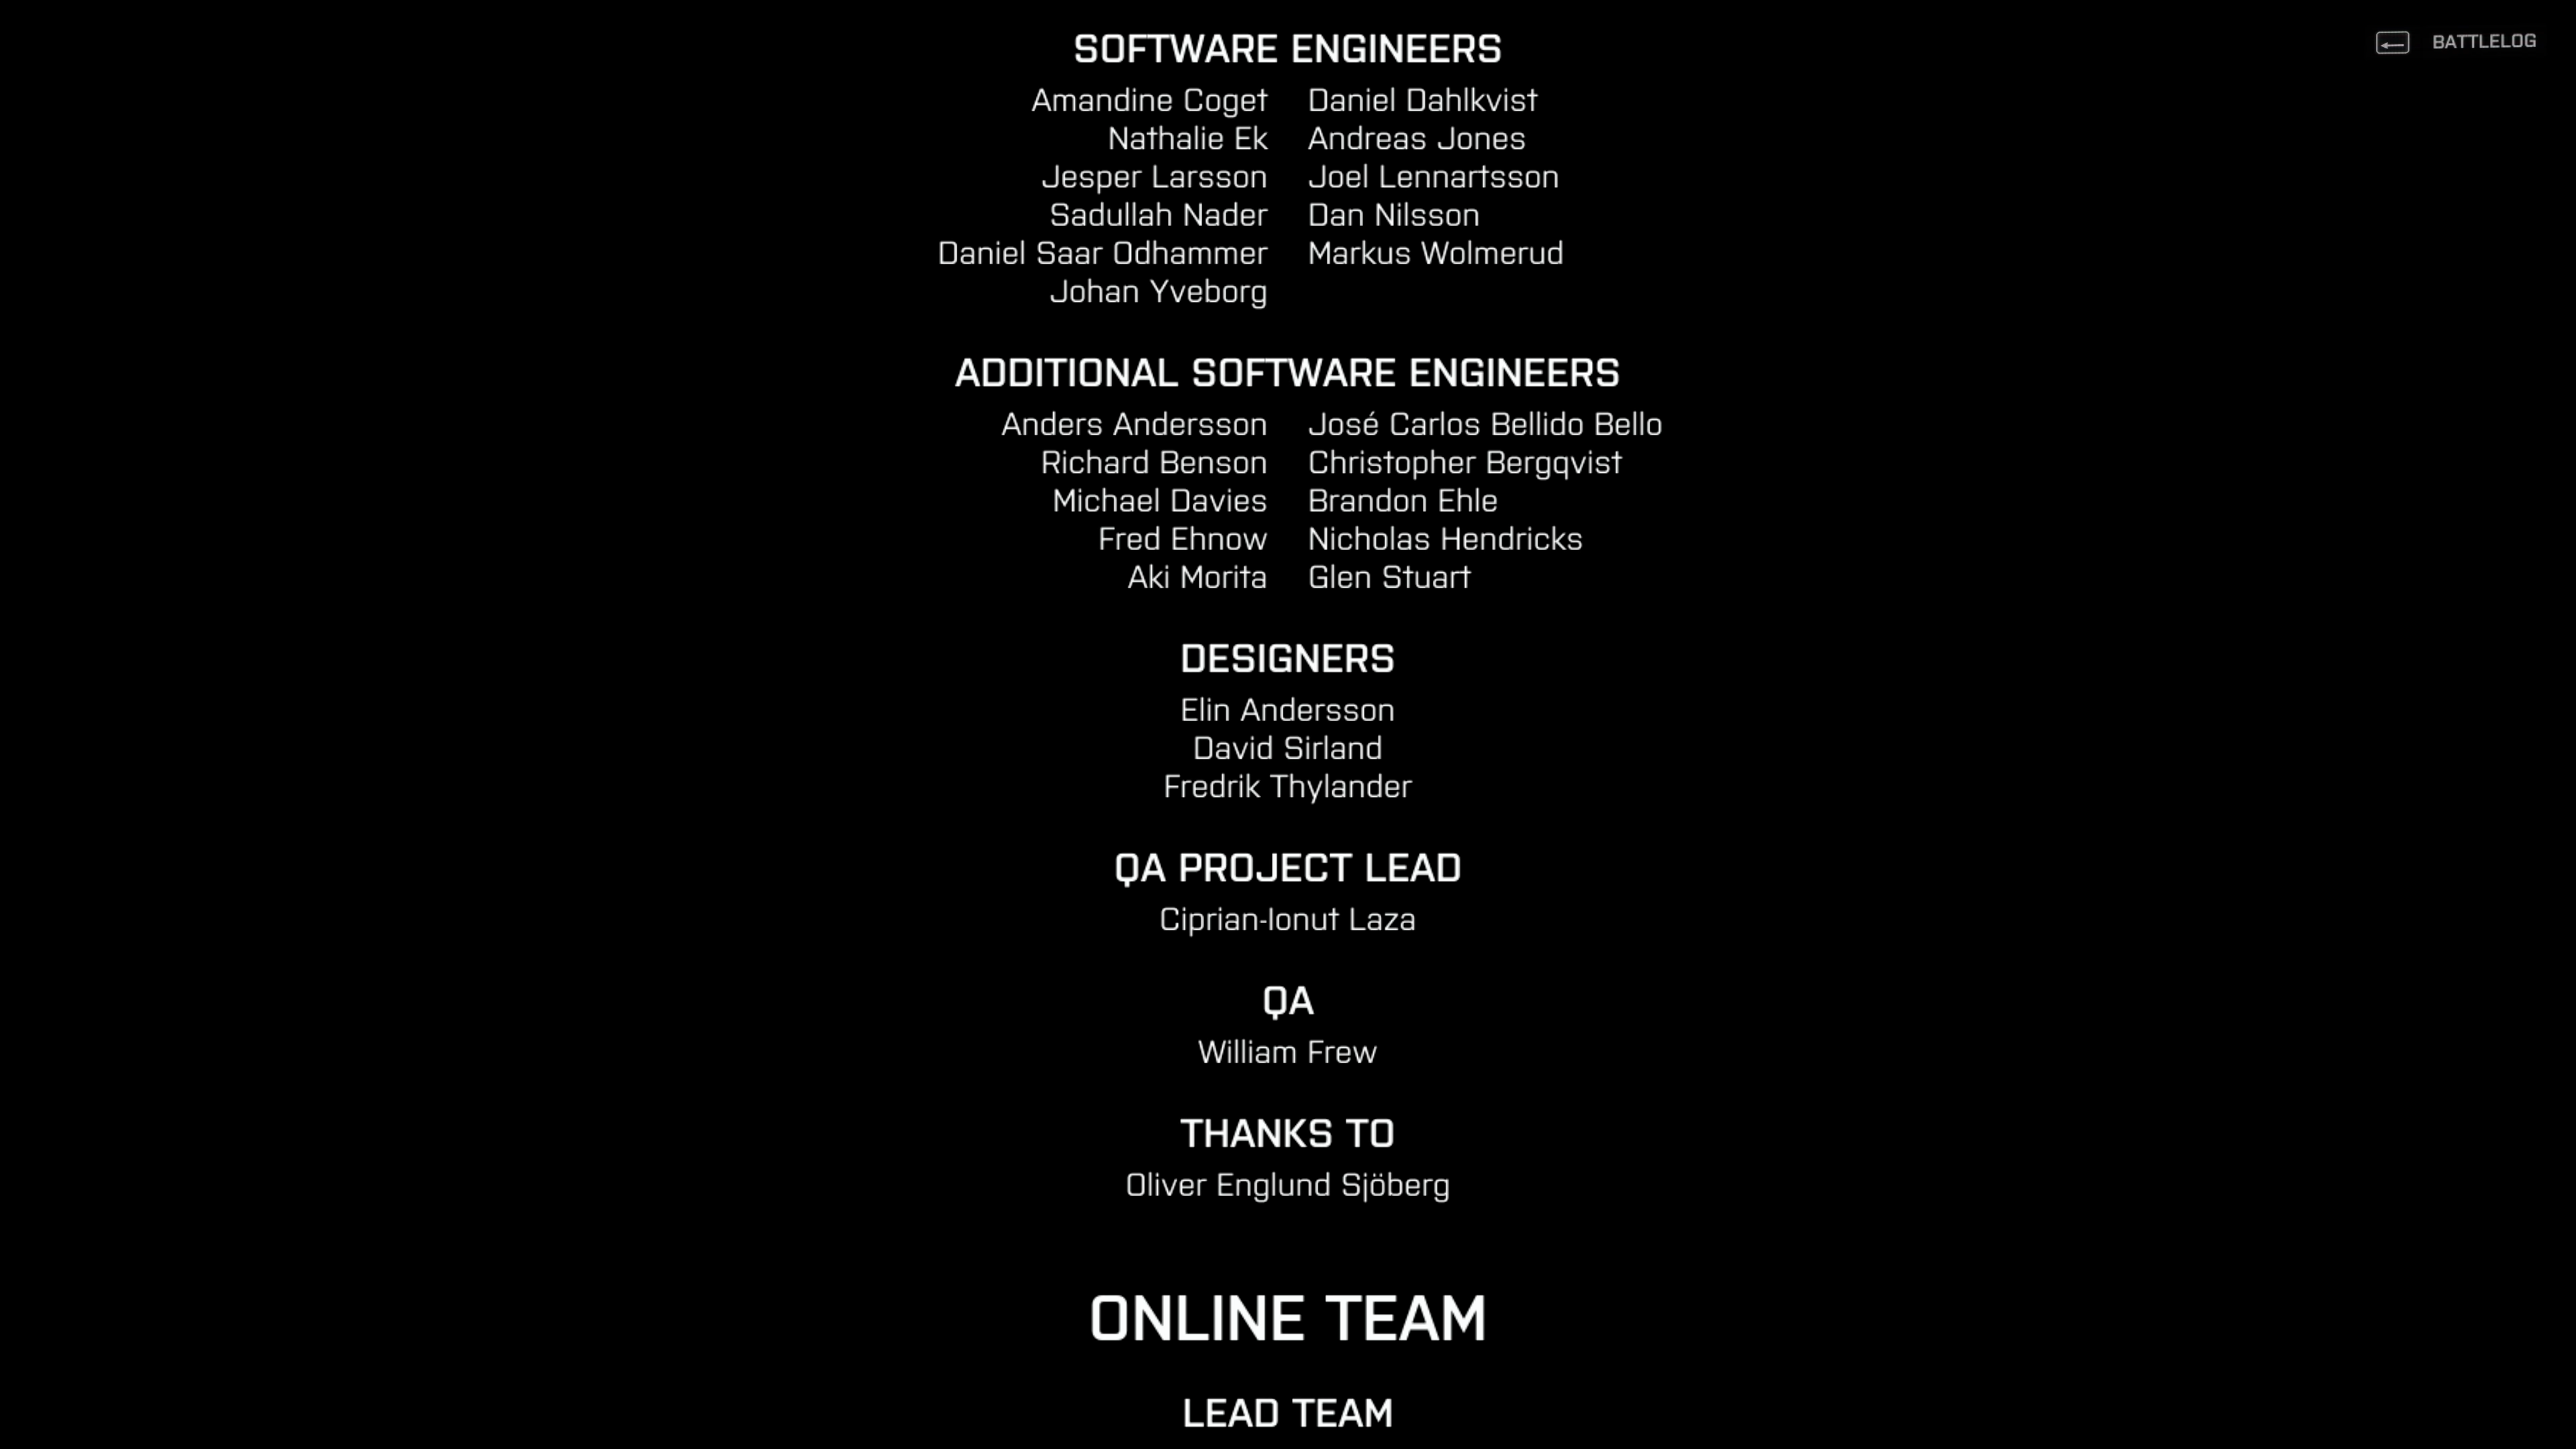 BATTLELOG
SOFTWARE ENGINEERS
Amandine Coget Daniel Dahlkvist
Nathalie Ek Andreas Jones
Jesper Larsson Joel Lennartsson
Sadullah Nader Dan Nilsson
Daniel Saar Odhammer Markus Wolmerud
Johan Yveborg
ADDITIONAL SOFTWARE ENGINEERS
Anders Andersson José Carlos Bellido Bello
Richard Benson Christopher Bergqvist
Michael Davies Brandon Ehle
Fred Ehnow Nicholas Hendricks
Aki Morita Glen Stuart
DESIGNERS
Elin Andersson
David Sirland
Fredrik Thylander
QA PROJECT LEAD
Ciprian-Ionut Laza
QA
William Frew
THANKS TO
Oliver Englund Sjöberg
ONLINE TEAM
LEAD TEAM